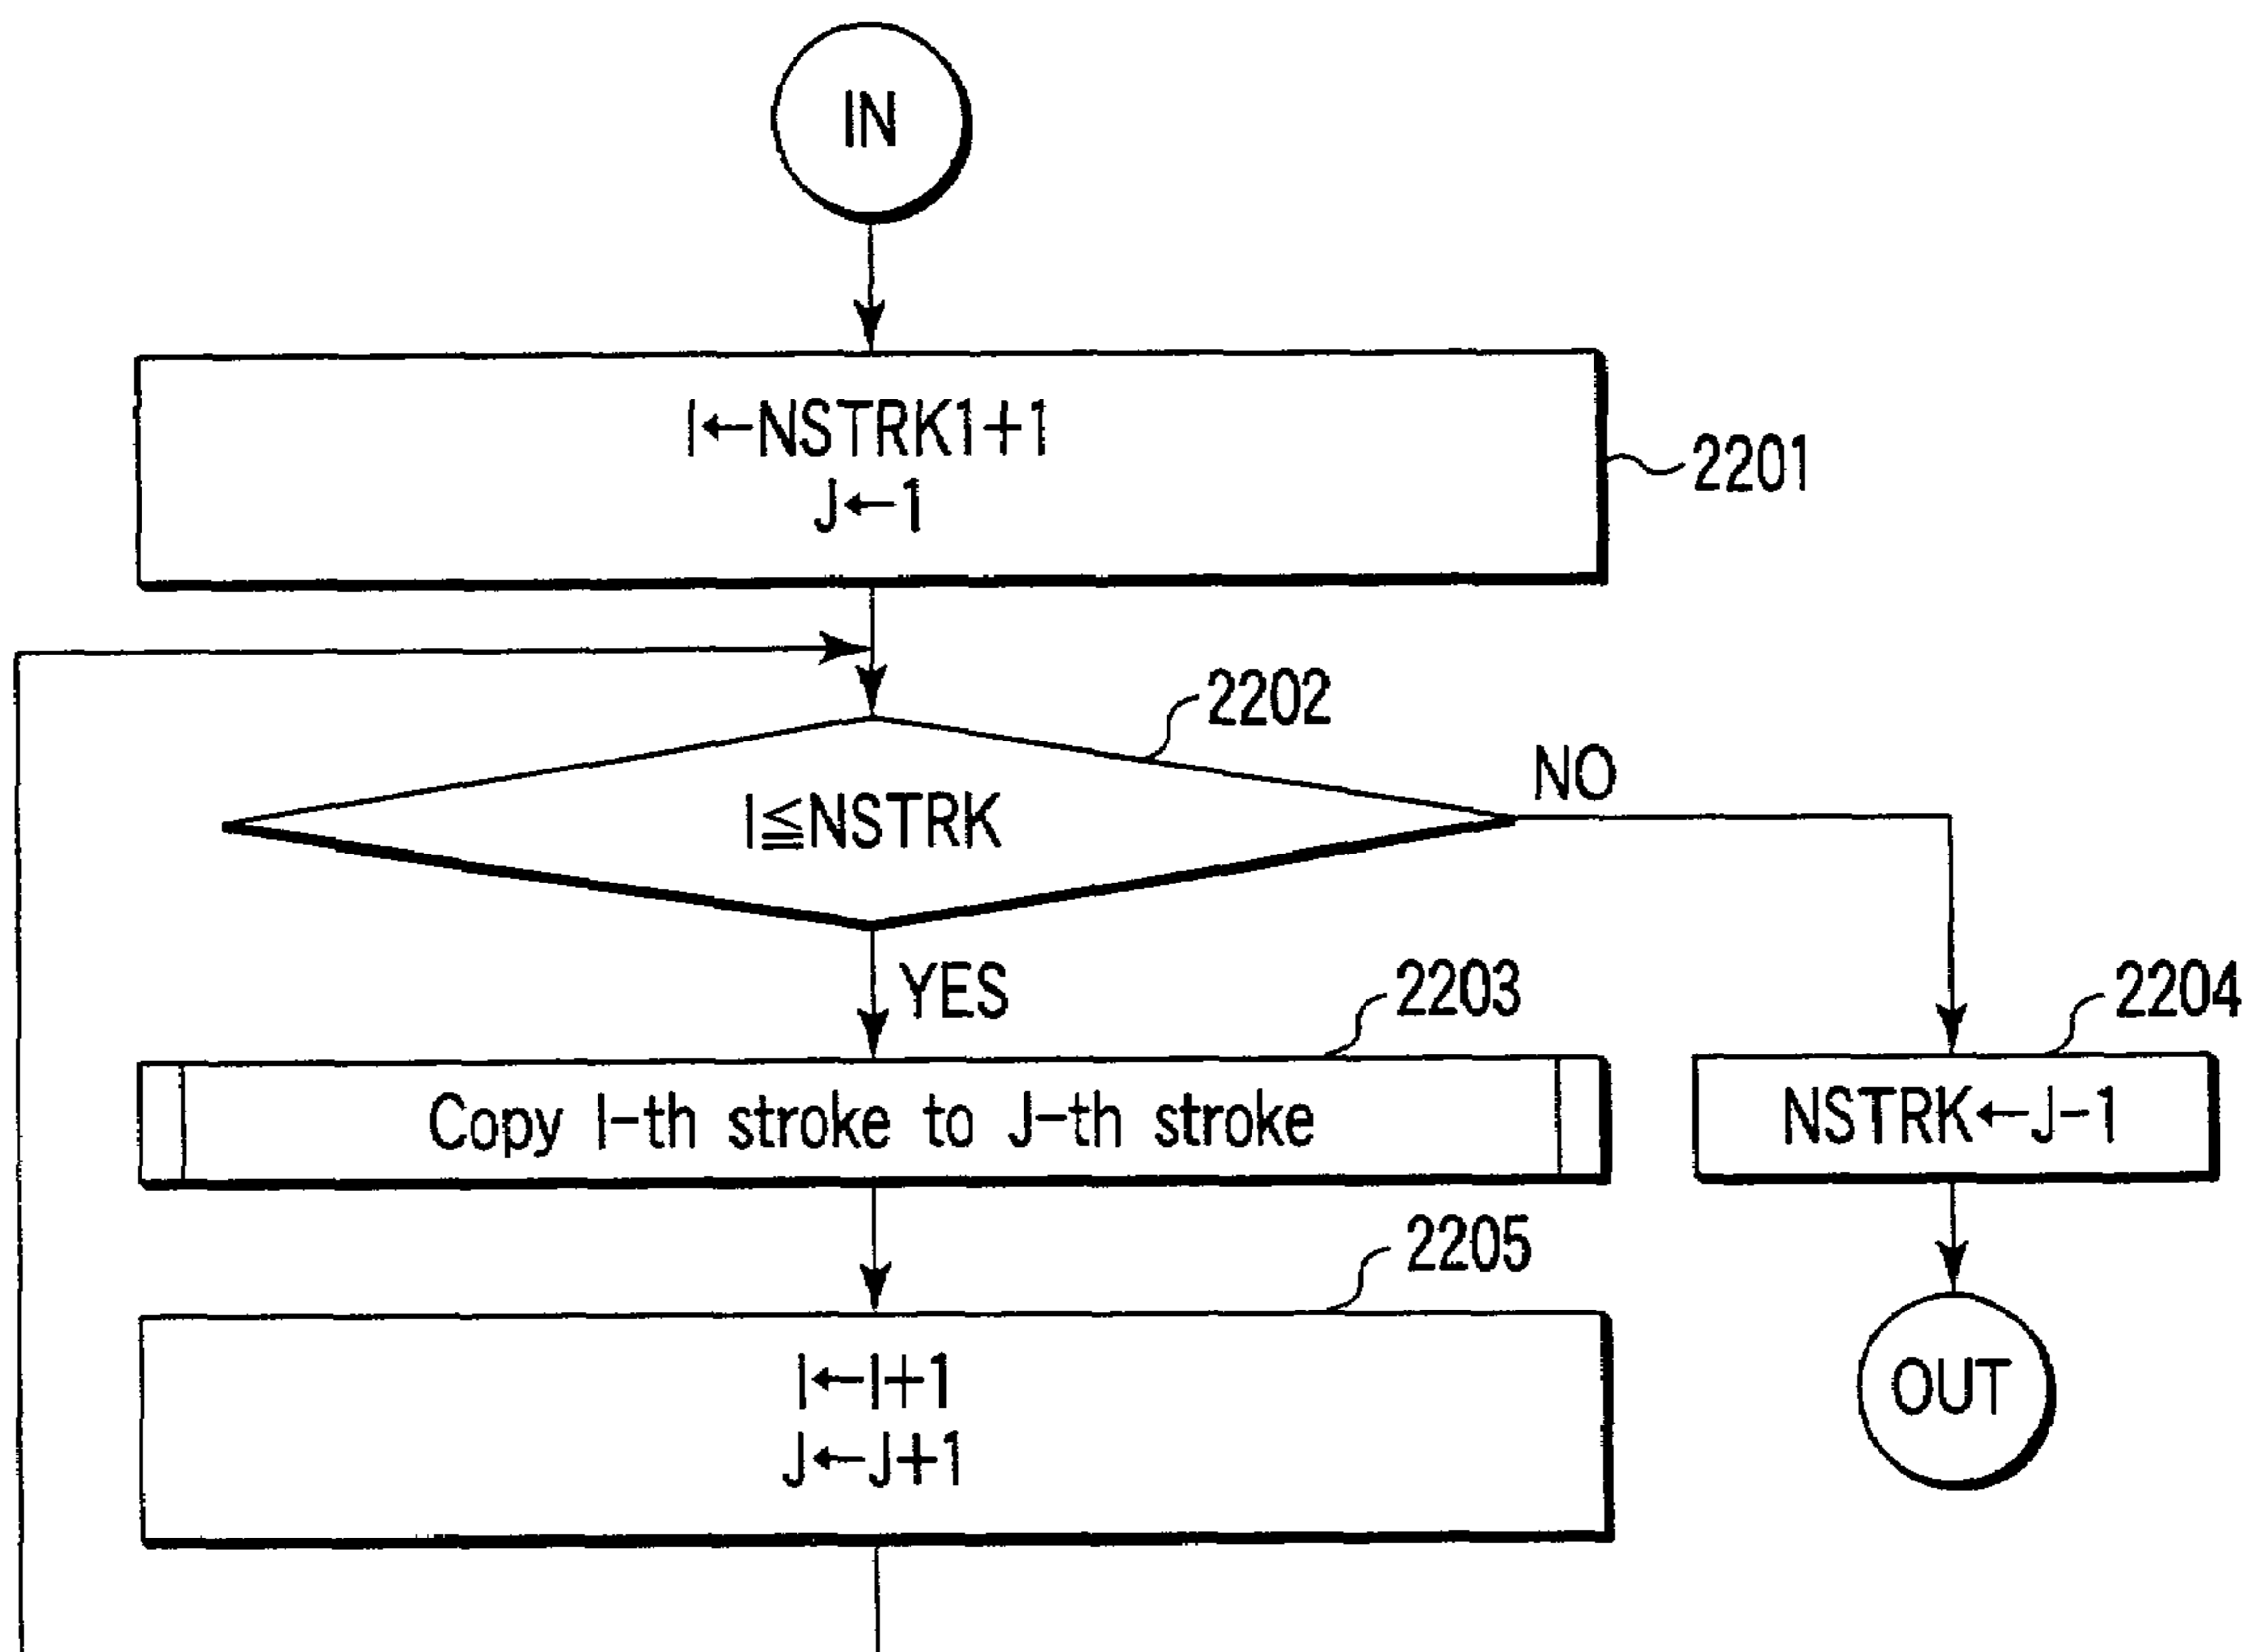 IN
I←NSTRK1+1
J←1
2201
2202
I≦NSTRK
NO
YES
2203
2204
Copy I-th stroke to J-th stroke
NSTRK←J-1
2205
I←I+1
J←J+1
OUT